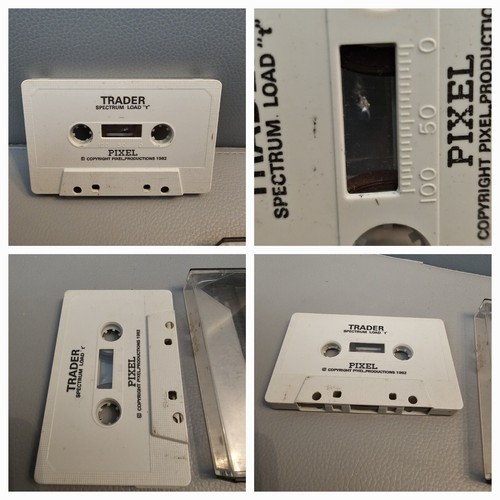 TRADER
SPECTRUM LOAD "t"
PIXEL
© COPYRIGHT PIXEL PRODUCTIONS 1982
SPECTRUM LOAD "t"
0
50
100
PIXEL
COPYRIGHT PIXEL PRODUCTIO
TRADER
SPECTRUM LOAD "t"
PIXEL
© COPYRIGHT PIXEL PRODUCTIONS 1982
TRADER
SPECTRUM LOAD "t"
PIXEL
© COPYRIGHT PIXEL PRODUCTIONS 1982